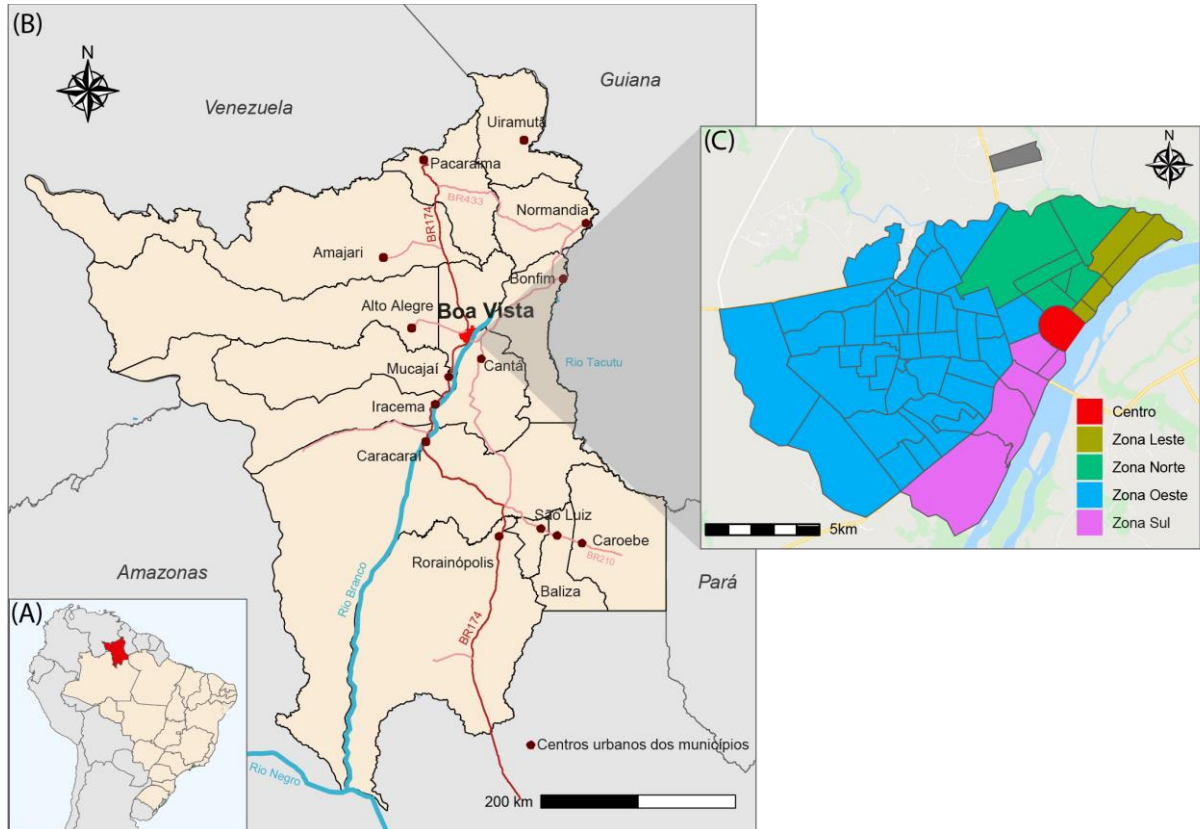 (B)
N
Venezuela
Guiana
Uiramutã
Pacaraima
BR433
BR174
Normandia
Amajari
Bonfim
Alto Alegre
Boa Vista
Rio Tacutu
Cantá
Mucajaí
Iracema
Caracaraí
São Luiz
Caroebe
Rorainópolis
BR210
Baliza
Amazonas
Pará
Rio Branco
BR174
Centros urbanos dos municípios
Rio Negro
200 km
(A)
(C)
N
Centro
Zona Leste
Zona Norte
Zona Oeste
Zona Sul
5km